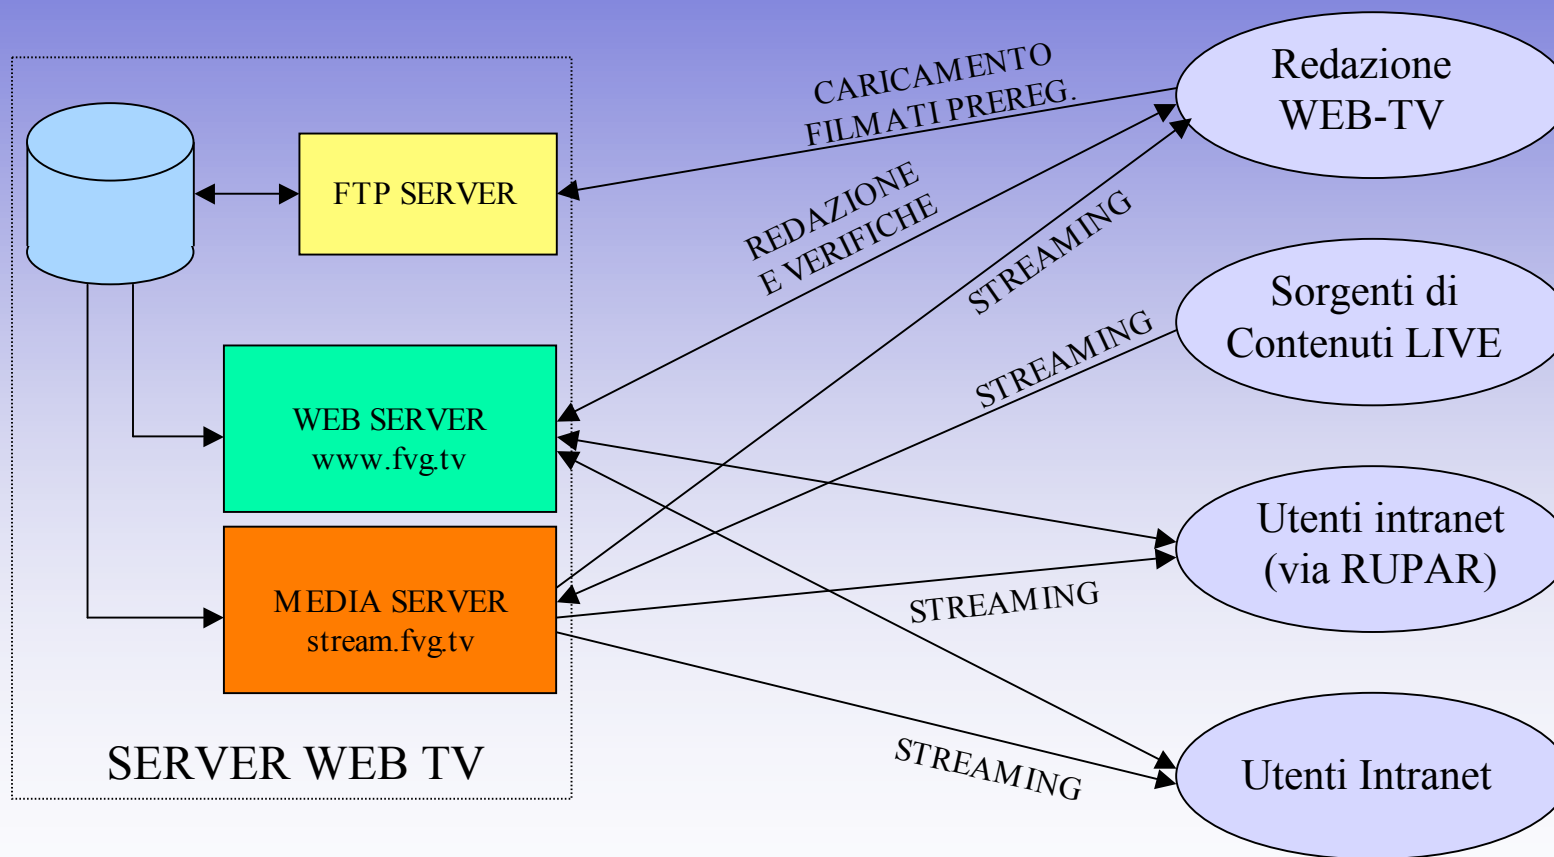 CARICAMENTO
FILMATI PREREG.
Redazione
WEB-TV
FTP SERVER
REDAZIONE
E VERIFICHE
STREAMING
Sorgenti di
Contenuti LIVE
STREAMING
WEB SERVER
www.fvg.tv
Utenti intranet
(via RUPAR)
MEDIA SERVER
stream.fvg.tv
STREAMING
SERVER WEB TV
STREAMING
Utenti Intranet